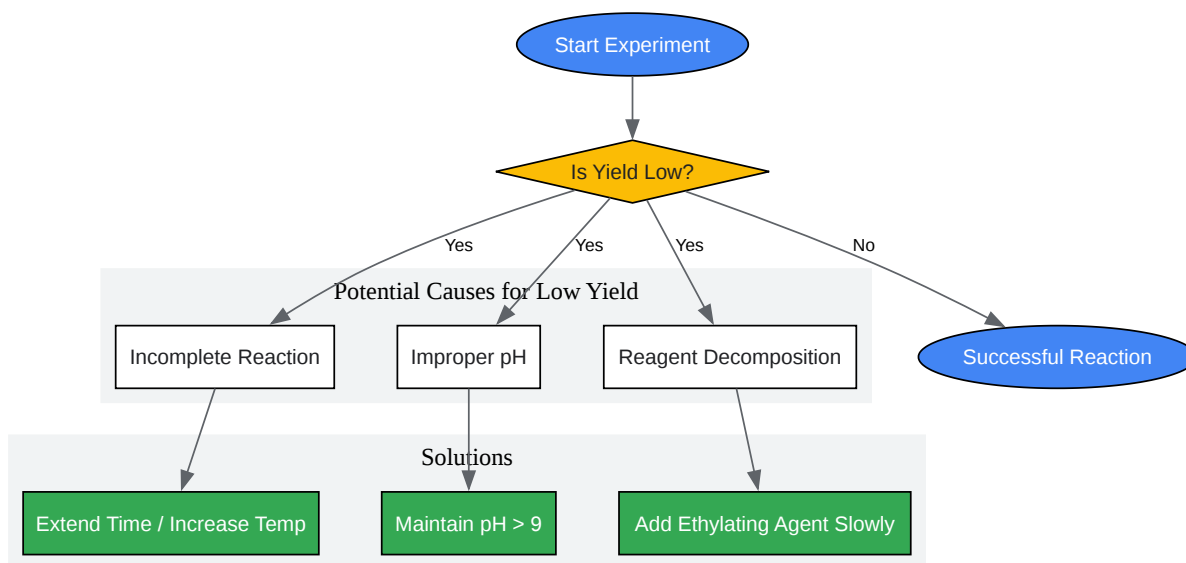 Start Experiment
Is Yield Low?
Yes
Yes
Yes
No
Potential Causes for Low Yield
Incomplete Reaction
Improper pH
Reagent Decomposition
Successful Reaction
Solutions
Extend Time / Increase Temp
Maintain pH > 9
Add Ethylating Agent Slowly